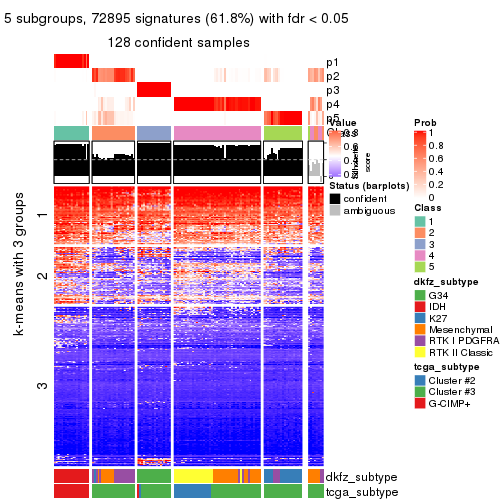 5 subgroups, 72895 signatures (61.8%) with fdr < 0.05
128 confident samples
p1
p2
p3
p4
p5
Class
Silhouette
score
k-means with 3 groups
1
2
3
Value
Status (barplots)
confident
ambiguous
Prob
1
0.8
0.6
0.4
0.2
0
Class
1
2
3
4
5
dkfz_subtype
G34
IDH
K27
Mesenchymal
RTK I PDGFRA
RTK II Classic
tcga_subtype
Cluster #2
Cluster #3
G-CIMP+
dkfz_subtype
tcga_subtype